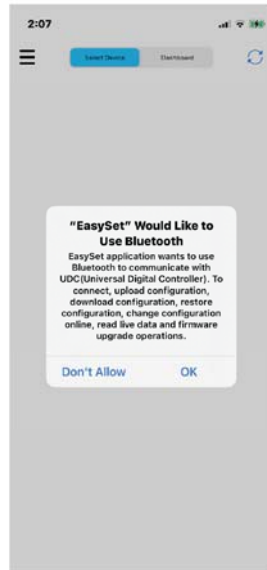 2:07
Select Device
Dashboard
"EasySet" Would Like to
Use Bluetooth
EasySet application wants to use
Bluetooth to communicate with
UDC(Universal Digital Controller). To
connect, upload configuration,
download configuration, restore
configuration, change configuration
online, read live data and firmware
upgrade operations.
Don't Allow
OK